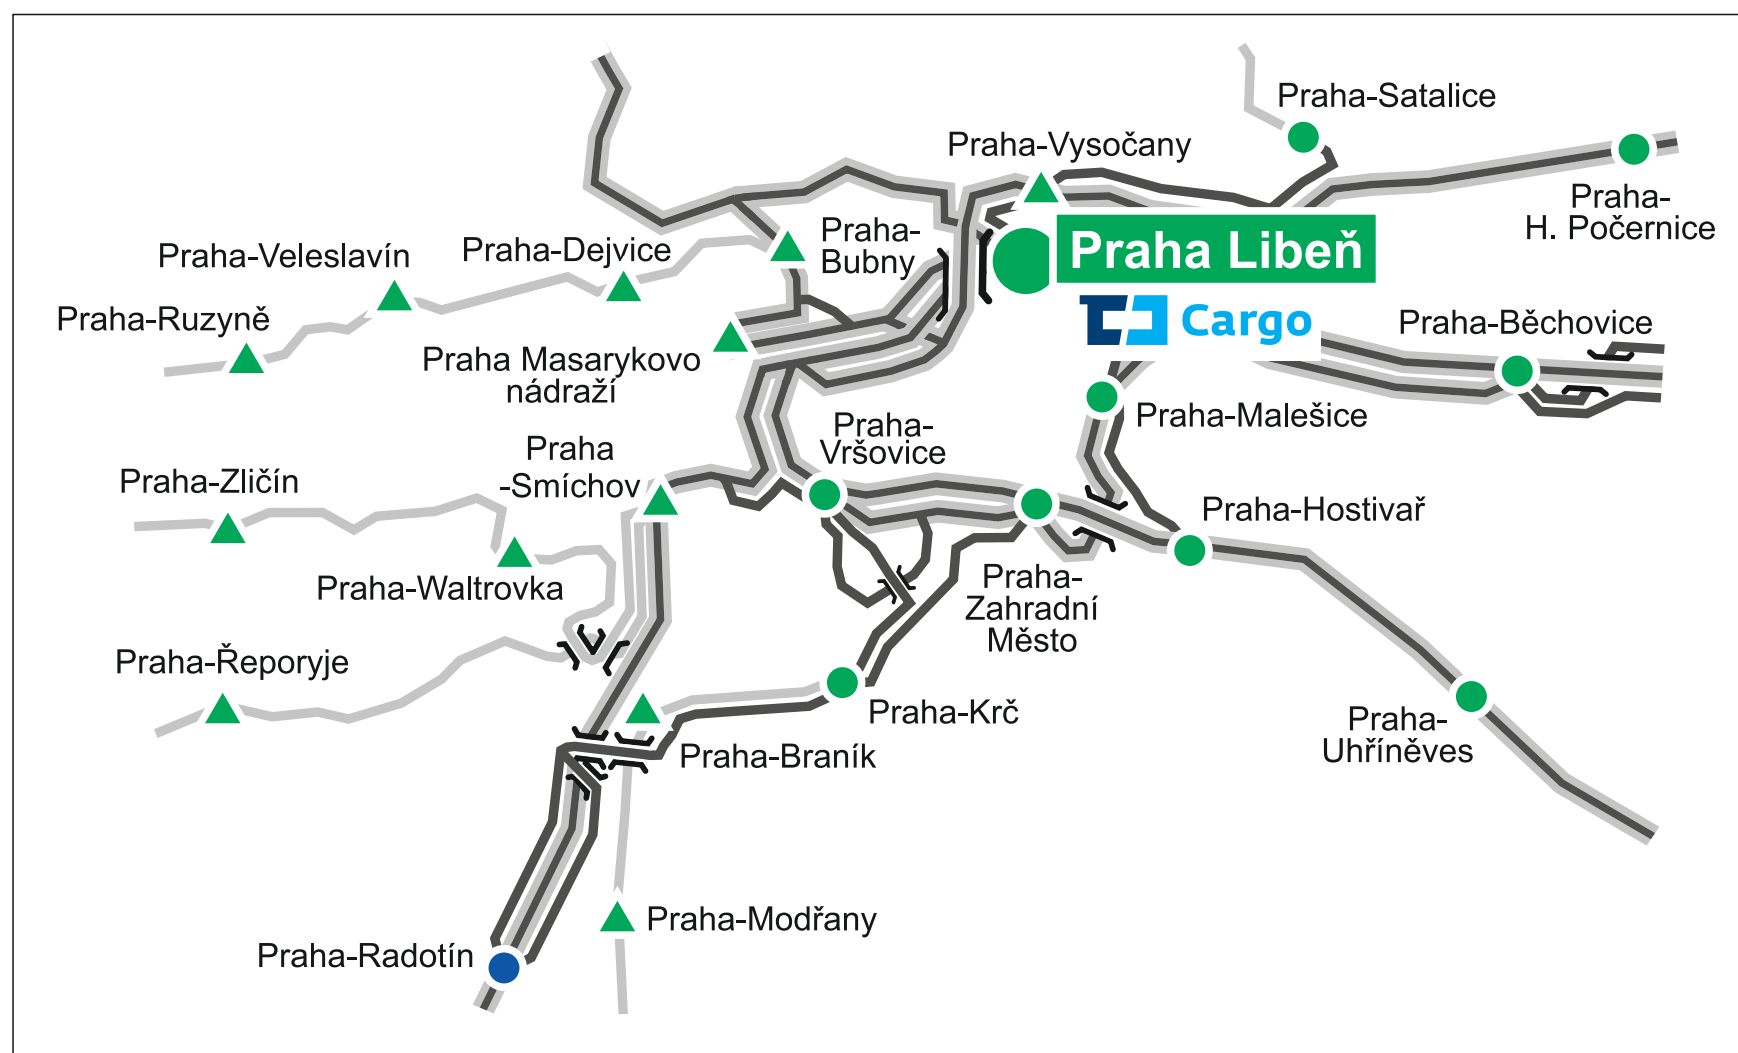 Praha-Satalice
Praha-Vysočany
Praha-
H. Počernice
Praha-
Bubny
Praha-Dejvice
Praha-Veleslavín
Praha Libeň
Praha-Ruzyně
Cargo
Praha-Běchovice
Praha Masarykovo
nádraží
Praha-Malešice
Praha-
Vršovice
Praha
-Smíchov
Praha-Zličín
Praha-Hostivař
Praha-Waltrovka
Praha-
Zahradní
Město
Praha-Řeporyje
Praha-Krč
Praha-
Uhříněves
Praha-Braník
Praha-Modřany
Praha-Radotín